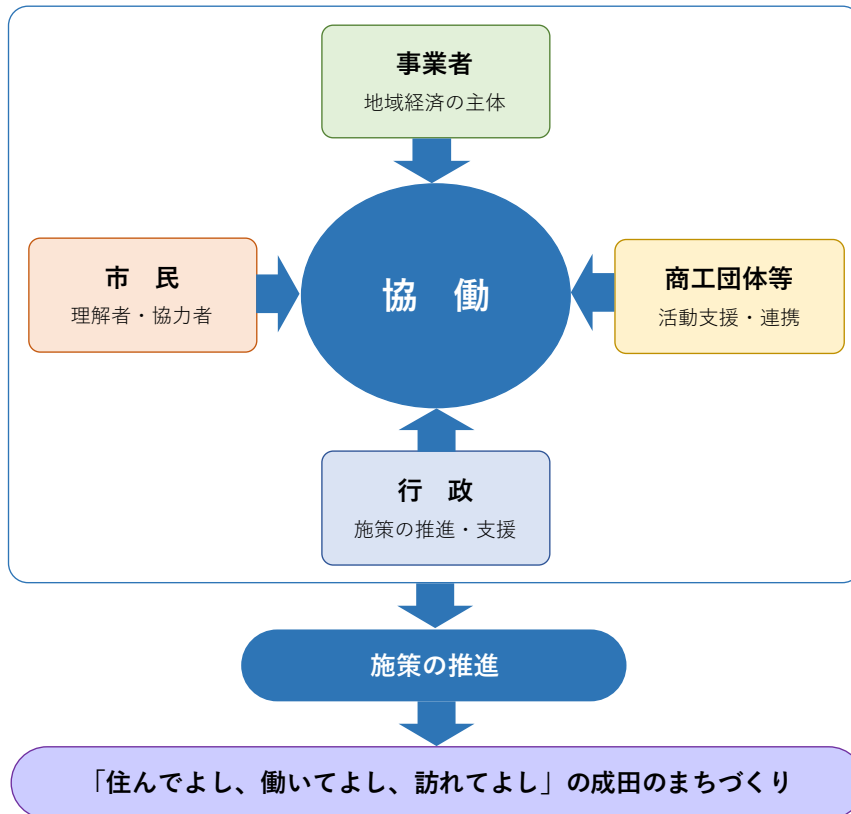 事業者
地域経済の主体
市　民
理解者・協力者
協　働
商工団体等
活動支援・連携
行　政
施策の推進・支援
施策の推進
「住んでよし、働いてよし、訪れてよし」の成田のまちづくり